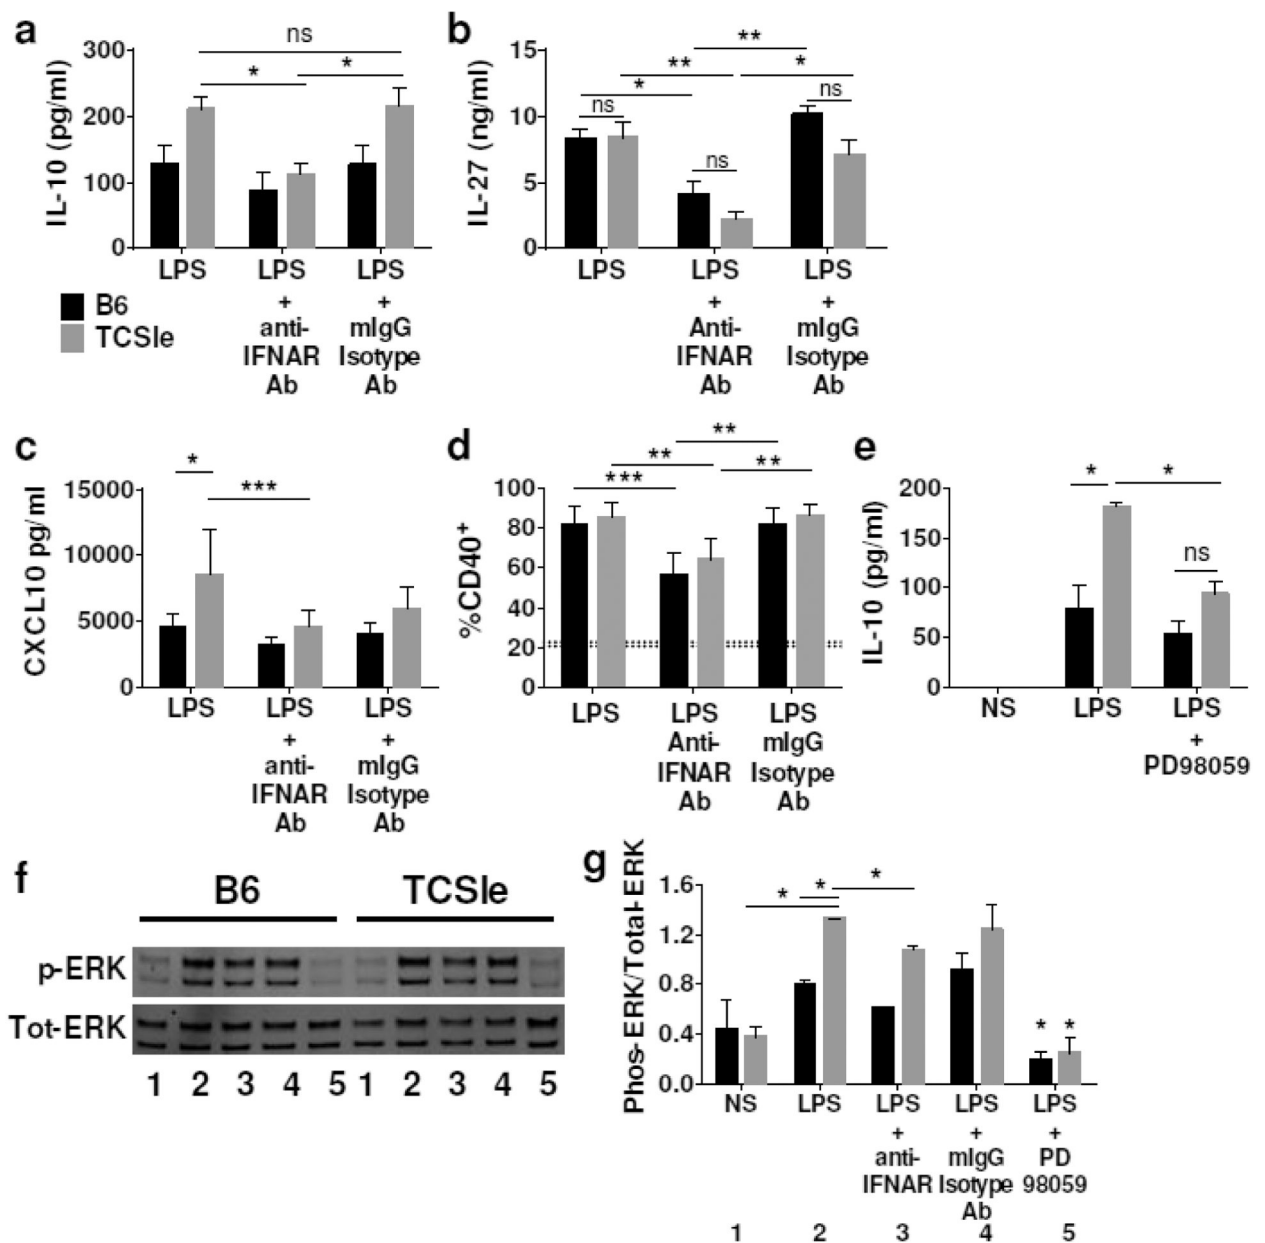 a
IL-10 (pg/ml)
300
200
100
0
ns
*
*
LPS
LPS
+
anti-
IFNAR
Ab
LPS
+
mIgG
Isotype
Ab
B6
TCSle
b
IL-27 (ng/ml)
15
10
5
0
**
**
*
*
ns
ns
ns
LPS
LPS
+
Anti-
IFNAR
Ab
LPS
+
mIgG
Isotype
Ab
c
CXCL10 pg/ml
15000
10000
5000
0
*
***
LPS
LPS
+
anti-
IFNAR
Ab
LPS
+
mIgG
Isotype
Ab
d
%CD40+
100
80
60
40
20
0
**
**
**
***
LPS
LPS
Anti-
IFNAR
Ab
LPS
mIgG
Isotype
Ab
e
IL-10 (pg/ml)
200
150
100
50
0
*
*
ns
NS
LPS
LPS
+
PD98059
f
B6 TCSle
p-ERK
Tot-ERK
1 2 3 4 5 1 2 3 4 5
g
Phos-ERK/Total-ERK
1.6
1.2
0.8
0.4
0.0
*
*
*
* *
NS
LPS
LPS
+
anti-
IFNAR
LPS
+
mIgG
Isotype
Ab
LPS
+
PD
98059
1 2 3 4 5